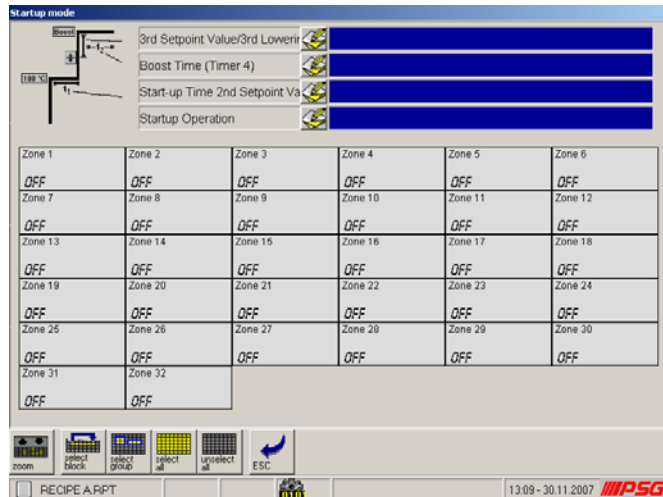 Startup mode
Boost
f2
100 °C
f1
3rd Setpoint Value/3rd Lowerir
Boost Time (Timer 4)
Start-up Time 2nd Setpoint Va
Startup Operation
Zone 1 Zone 2 Zone 3 Zone 4 Zone 5 Zone 6
OFF OFF OFF OFF OFF OFF
Zone 7 Zone 8 Zone 9 Zone 10 Zone 11 Zone 12
OFF OFF OFF OFF OFF OFF
Zone 13 Zone 14 Zone 15 Zone 16 Zone 17 Zone 18
OFF OFF OFF OFF OFF OFF
Zone 19 Zone 20 Zone 21 Zone 22 Zone 23 Zone 24
OFF OFF OFF OFF OFF OFF
Zone 25 Zone 26 Zone 27 Zone 28 Zone 29 Zone 30
OFF OFF OFF OFF OFF OFF
Zone 31 Zone 32
OFF OFF
zoom
select block
select group
select all
unselect all
ESC
RECIPE A.RPT 0101 13:09 - 30.11.2007 PSG